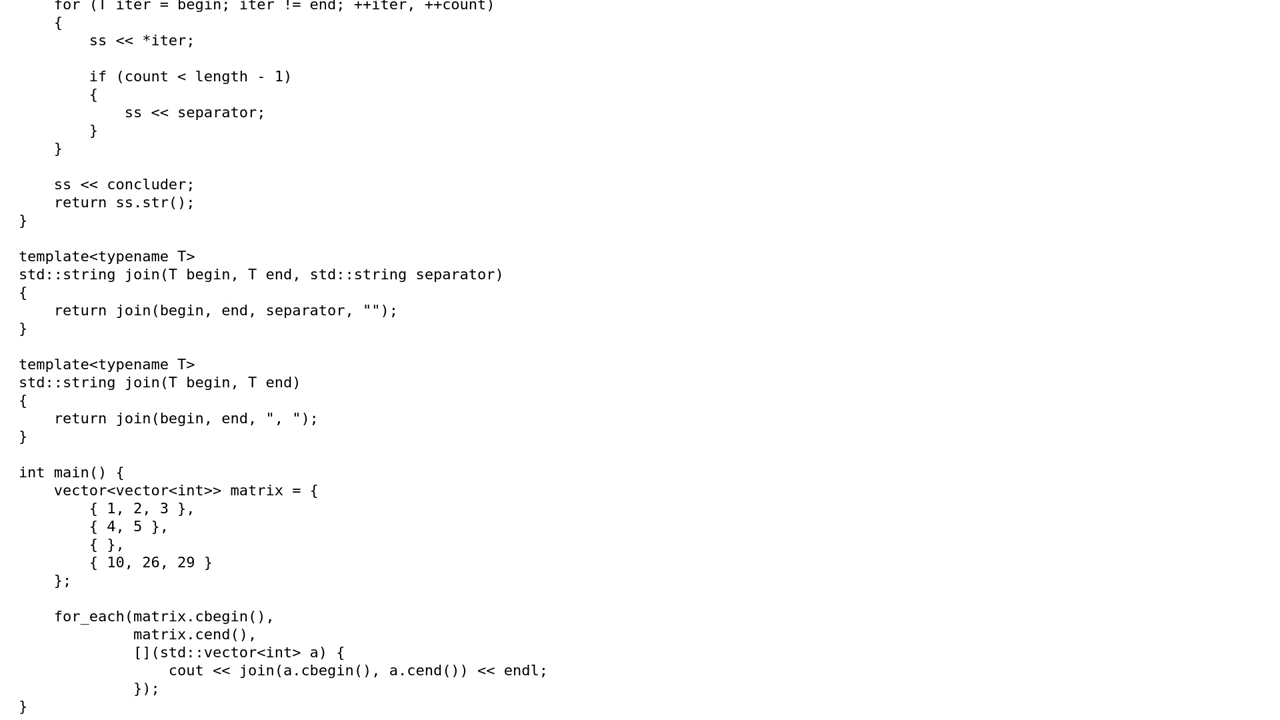 for (T iter = begin; iter != end; ++iter, ++count)
    {
        ss << *iter;

        if (count < length - 1)
        {
            ss << separator;
        }
    }

    ss << concluder;
    return ss.str();
}

template<typename T>
std::string join(T begin, T end, std::string separator)
{
    return join(begin, end, separator, "");
}

template<typename T>
std::string join(T begin, T end)
{
    return join(begin, end, ", ");
}

int main() {
    vector<vector<int>> matrix = {
        { 1, 2, 3 },
        { 4, 5 },
        { },
        { 10, 26, 29 }
    };

    for_each(matrix.cbegin(),
             matrix.cend(),
             [](std::vector<int> a) {
                 cout << join(a.cbegin(), a.cend()) << endl;
             });
}